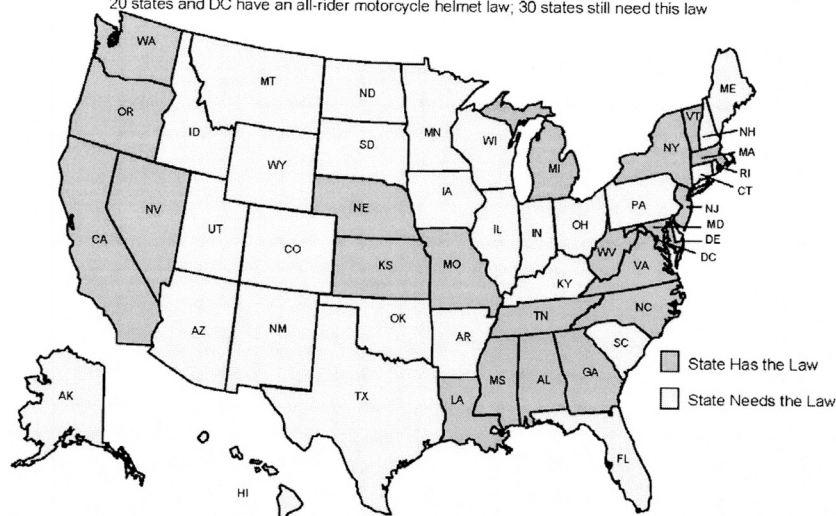 20 states and DC have an all-rider motorcycle helmet law; 30 states still need this law
WA
MT
ND
ME
OR
ID
MN
VT
NH
SD
WI
NY
MA
WY
MI
RI
CT
IA
PA
NE
NJ
NV
OH
MD
UT
IL
IN
DE
CA
CO
WV
DC
KS
MO
VA
KY
NC
OK
TN
AZ
NM
AR
SC
State Has the Law
MS
AL
GA
AK
TX
LA
State Needs the Law
FL
HI